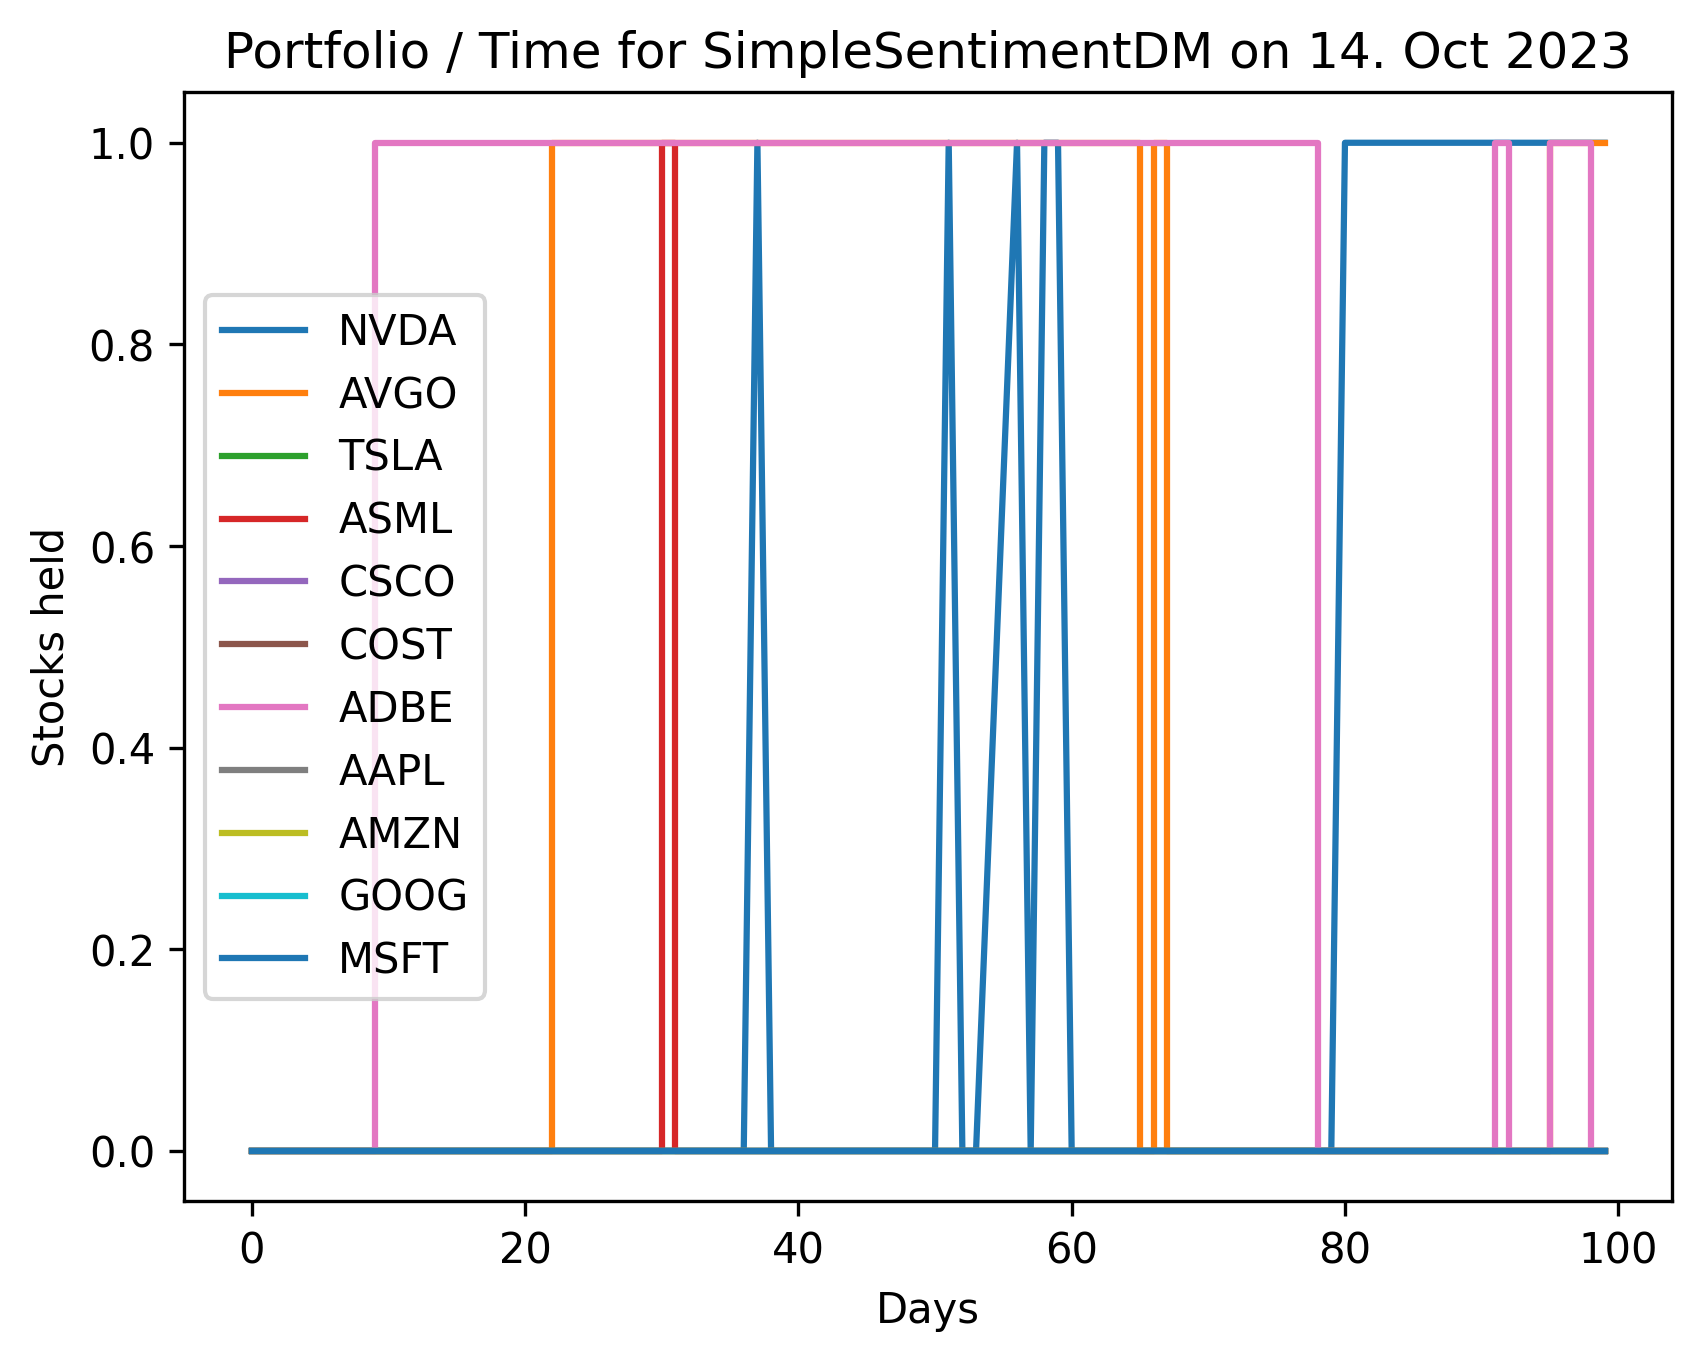 Portfolio / Time for SimpleSentimentDM on 14. Oct 2023
1.0
0.8
0.6
0.4
0.2
0.0
Stocks held
NVDA
AVGO
TSLA
ASML
CSCO
COST
ADBE
AAPL
AMZN
GOOG
MSFT
0 20 40 60 80 100
Days